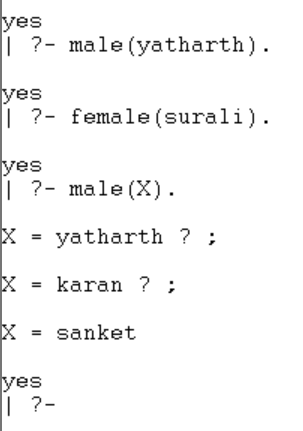 yes
| ?- male(yatharth).
yes
| ?- female(surali).
yes
| ?- male(X).
X = yatharth ? ;
X = karan ? ;
X = sanket
yes
| ?-